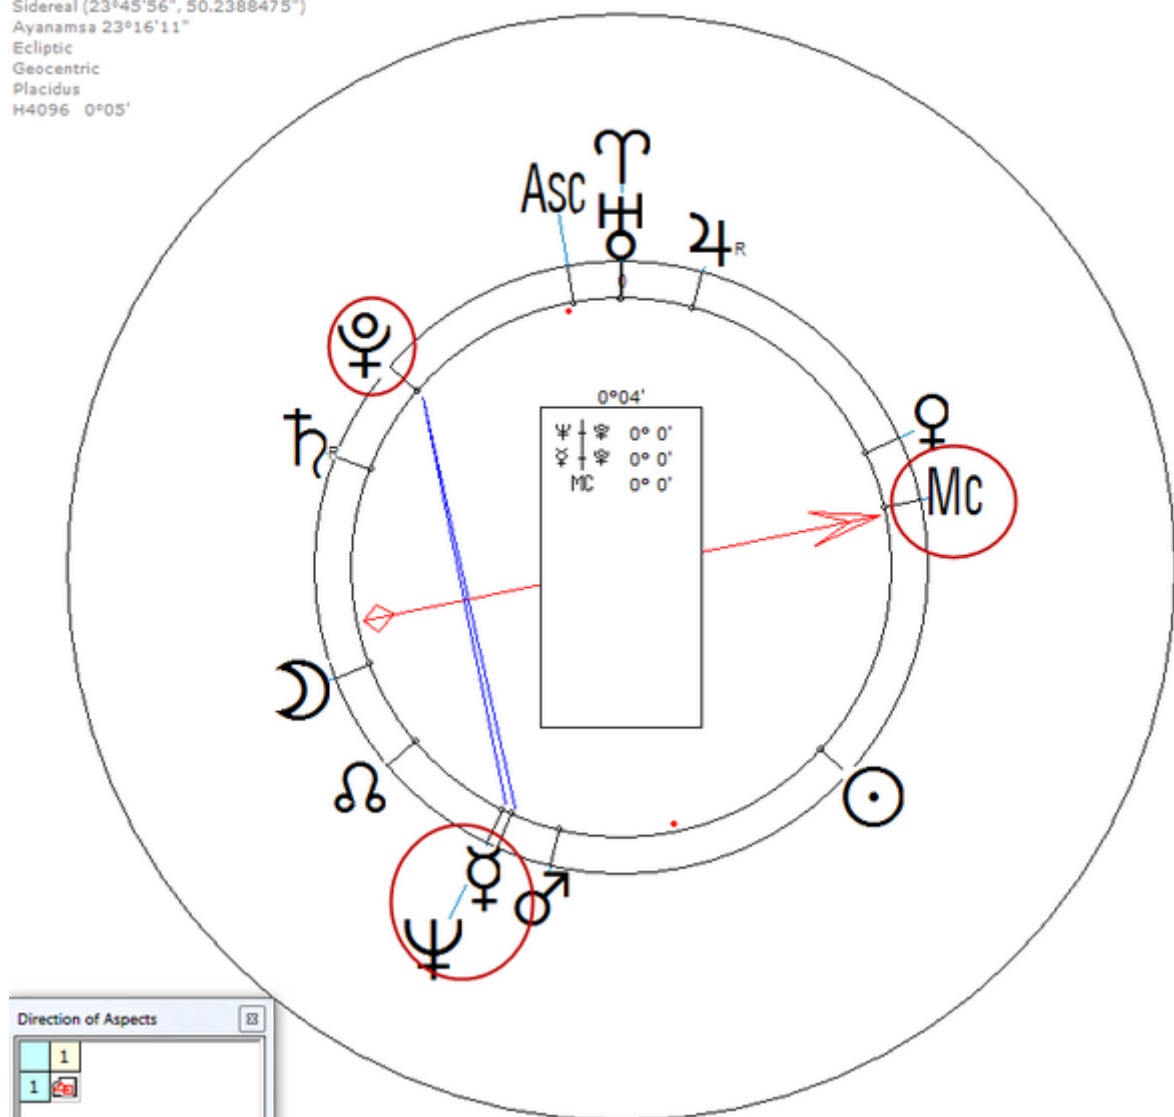 Sidereal (23°45'56", 50.2388475")
Ayanamsa 23°16'11"
Ecliptic
Geocentric
Placidus
H4096 0°05'
♈
Asc ♅ ♃R
♇
0°04'
♆ ┼ ♇ 0° 0'
☿ ┼ ♇ 0° 0'
MC 0° 0'
♄R
♀
Mc
☽
☊
☉
☿ ♂
♆
Direction of Aspects
1
1